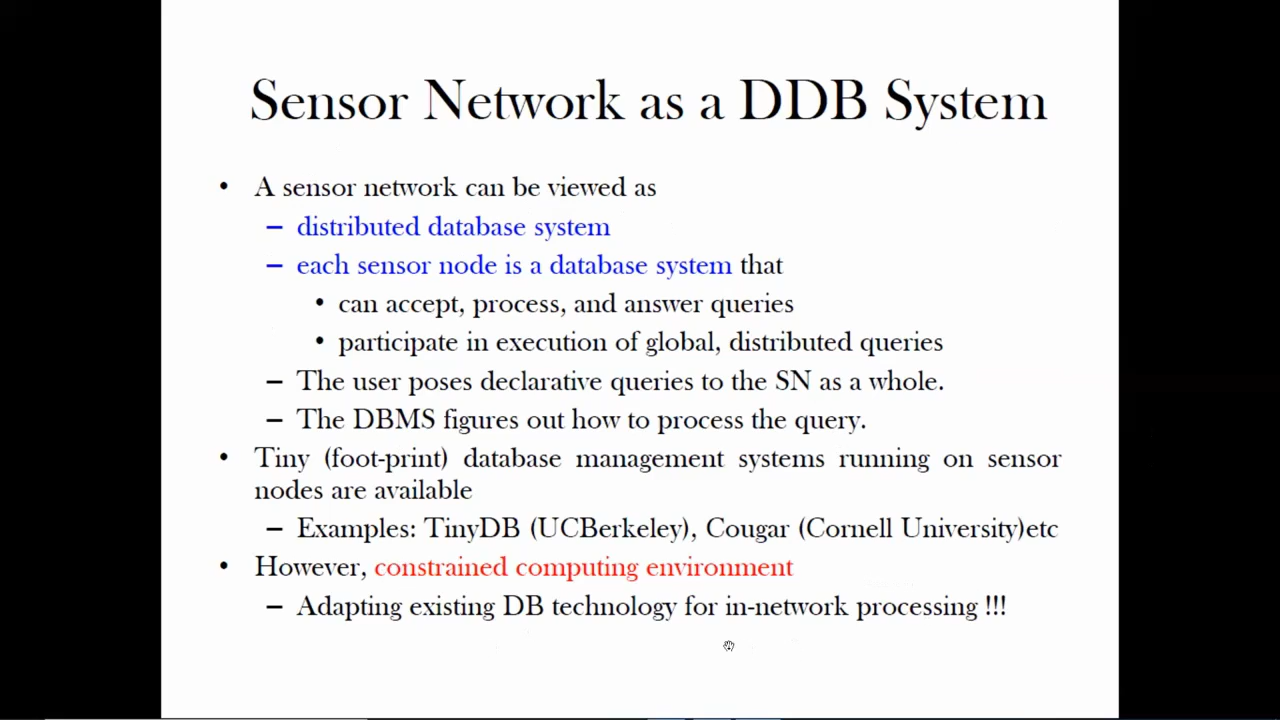 Sensor Network as a DDB System
• A sensor network can be viewed as
– distributed database system
– each sensor node is a database system that
• can accept, process, and answer queries
• participate in execution of global, distributed queries
– The user poses declarative queries to the SN as a whole.
– The DBMS figures out how to process the query.
• Tiny (foot-print) database management systems running on sensor
nodes are available
– Examples: TinyDB (UCBerkeley), Cougar (Cornell University)etc
• However, constrained computing environment
– Adapting existing DB technology for in-network processing !!!